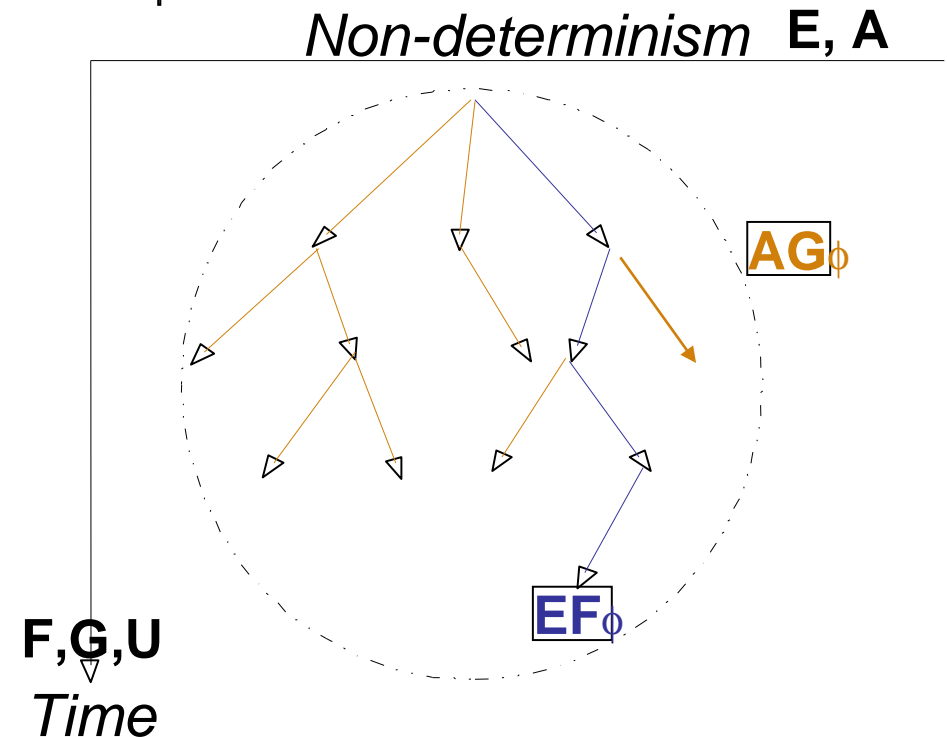 Non-determinism E, A
AGϕ
EFϕ
F,G,U
Time